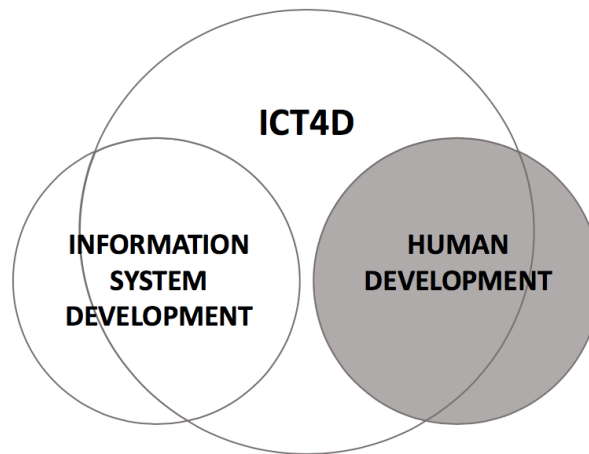 ICT4D
INFORMATION
SYSTEM
DEVELOPMENT
HUMAN
DEVELOPMENT